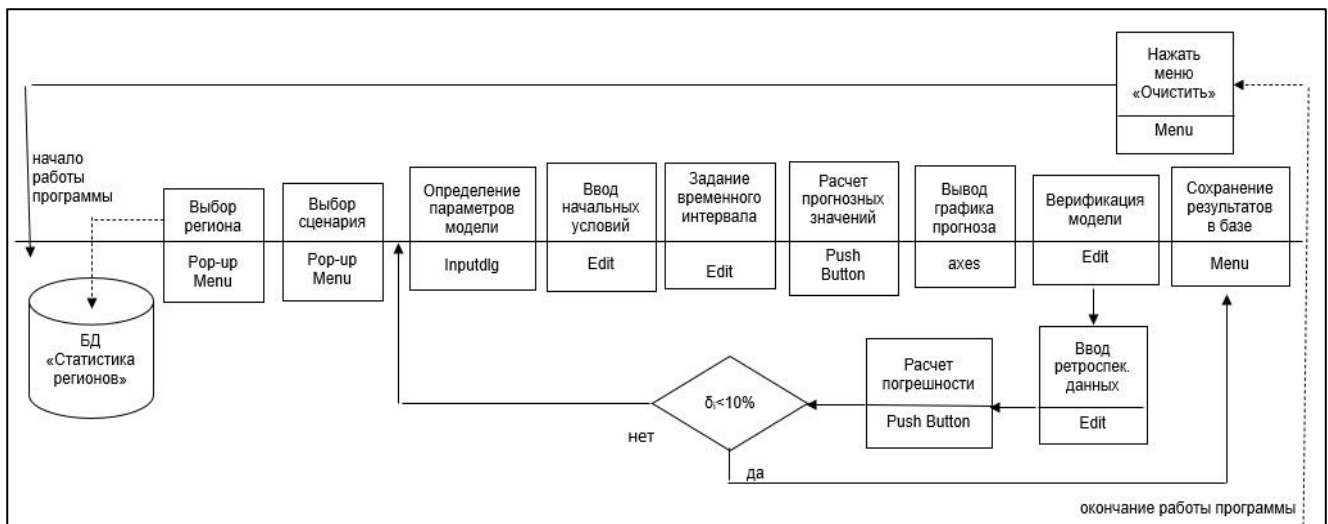 Нажать
меню
«Очистить»
Menu
начало
работы
программы
Выбор
региона
Pop-up
Menu
Выбор
сценария
Pop-up
Menu
Определение
параметров
модели
Inputdlg
Ввод
начальных
условий
Edit
Задание
временного
интервала
Edit
Расчет
прогнозных
значений
Push
Button
Вывод
графика
прогноза
axes
Верификация
модели
Edit
Сохранение
результатов
в базе
Menu
БД
«Статистика
регионов»
δᵢ<10%
нет
да
Расчет
погрешности
Push Button
Ввод
ретроспек.
данных
Edit
окончание работы программы